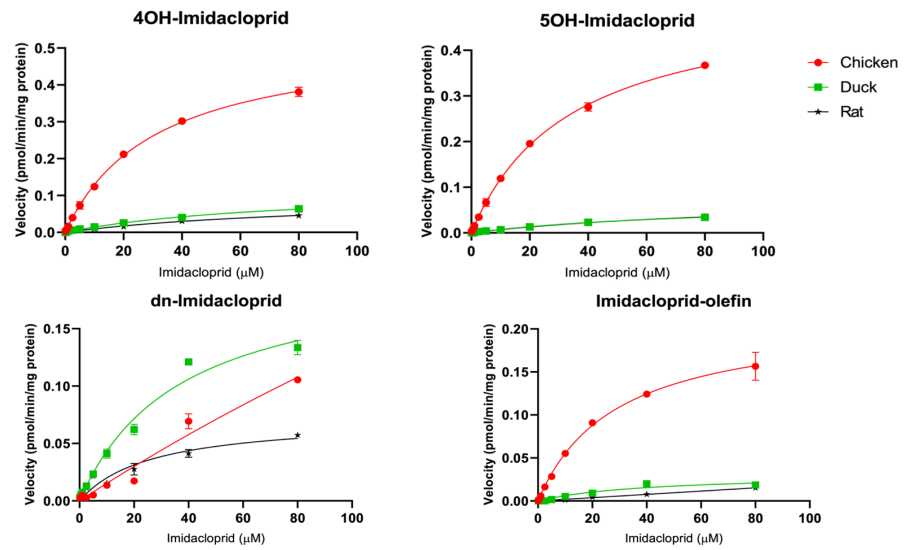 4OH-Imidacloprid
Velocity (pmol/min/mg protein)
0.5
0.4
0.3
0.2
0.1
0.0
0 20 40 60 80 100
Imidacloprid (μM)
5OH-Imidacloprid
Velocity (pmol/min/mg protein)
0.4
0.3
0.2
0.1
0.0
0 20 40 60 80 100
Imidacloprid (μM)
Chicken
Duck
Rat
dn-Imidacloprid
Velocity (pmol/min/mg protein)
0.15
0.10
0.05
0.00
0 20 40 60 80 100
Imidacloprid (μM)
Imidacloprid-olefin
Velocity (pmol/min/mg protein)
0.20
0.15
0.10
0.05
0.00
0 20 40 60 80 100
Imidacloprid (μM)